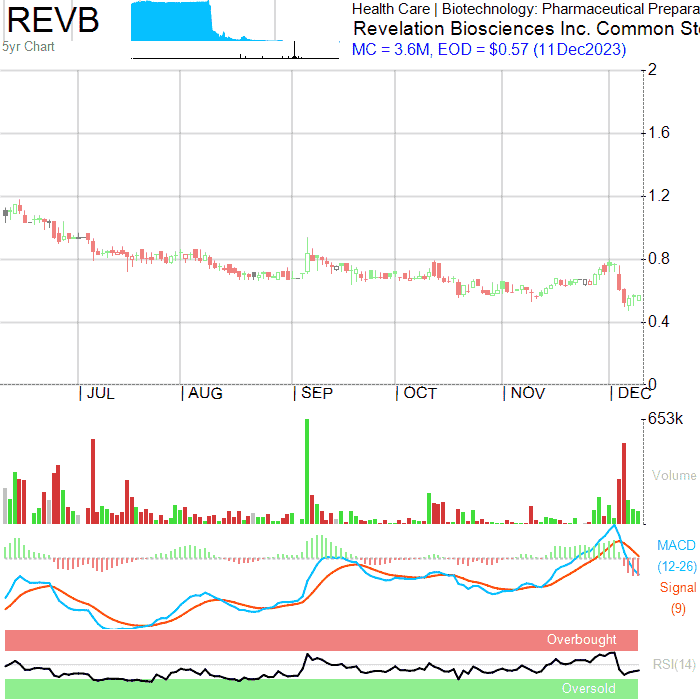 REVB
Health Care | Biotechnology: Pharmaceutical Prepara
Revelation Biosciences Inc. Common Sto
5yr Chart
MC = 3.6M, EOD = $0.57 (11Dec2023)
2
1.6
1.2
0.8
0.4
0
| JUL
| AUG
| SEP
| OCT
| NOV
| DEC
653k
Volume
MACD
(12-26)
Signal
(9)
Overbought
RSI(14)
Oversold